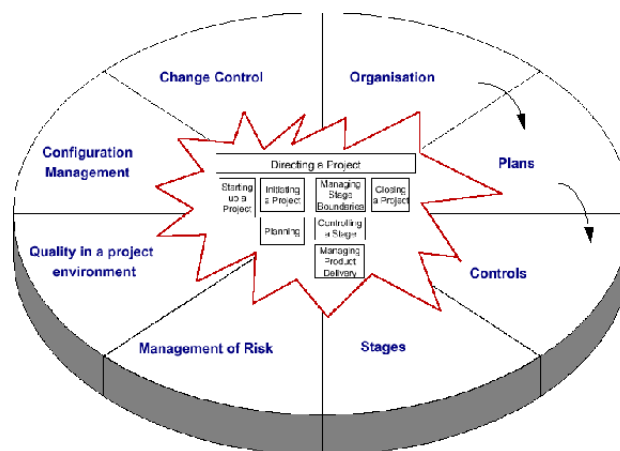 Change Control
Organisation
Configuration
Management
Plans
Directing a Project
Starting
up a
Project
Initiating
a Project
Managing
Stage
Boundaries
Closing
a Project
Planning
Controlling
a Stage
Managing
Product
Delivery
Quality in a project
environment
Controls
Management of Risk
Stages